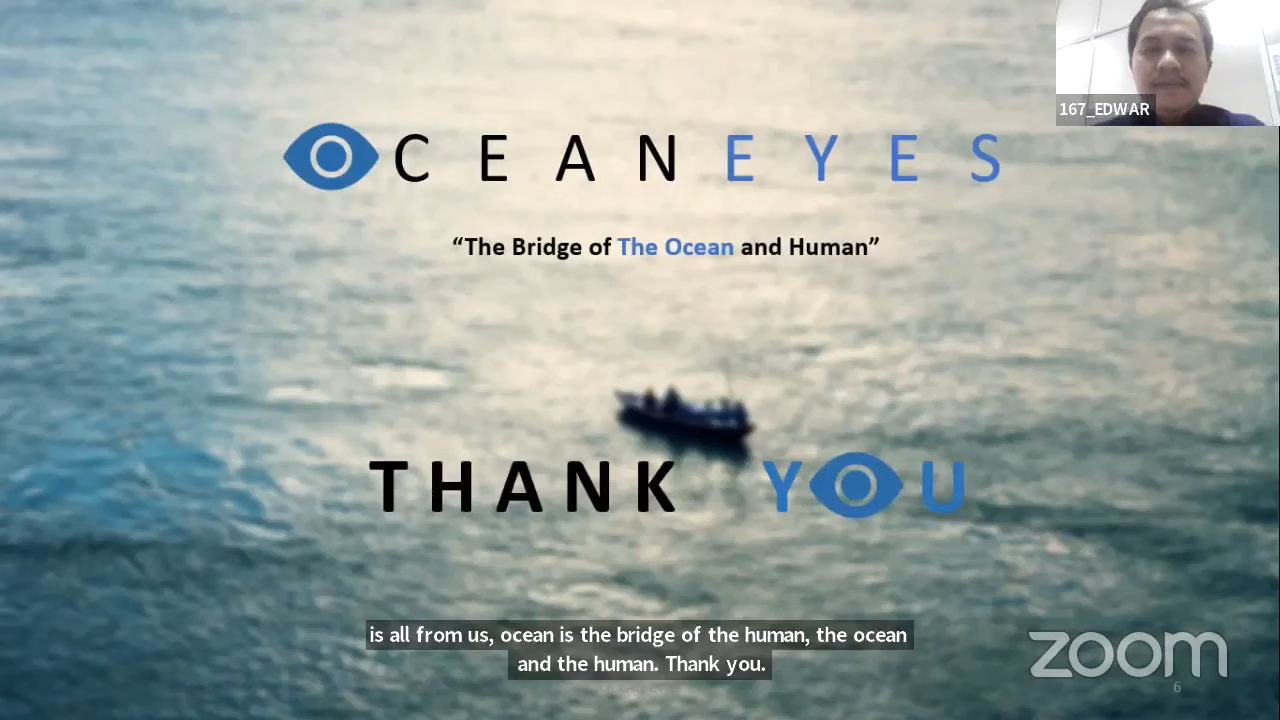 167_EDWAR
OCEANEYES
“The Bridge of The Ocean and Human”
THANK YOU
is all from us, ocean is the bridge of the human, the ocean
and the human. Thank you.
zoom
6